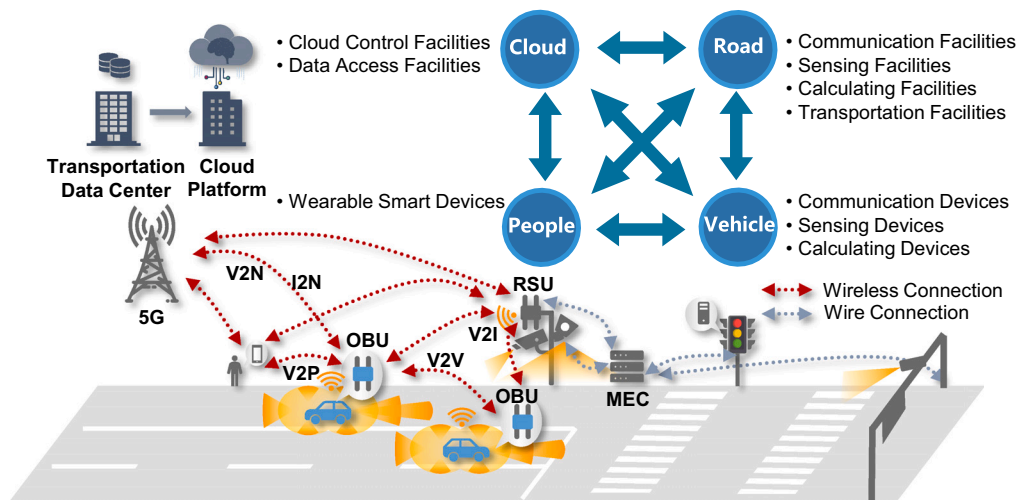 Cloud
Road
• Cloud Control Facilities
• Data Access Facilities
• Communication Facilities
• Sensing Facilities
• Calculating Facilities
• Transportation Facilities
Transportation
Data Center
Cloud
Platform
• Wearable Smart Devices
People
Vehicle
• Communication Devices
• Sensing Devices
• Calculating Devices
V2N
I2N
RSU
5G
Wireless Connection
Wire Connection
V2I
OBU
V2V
V2P
OBU
MEC